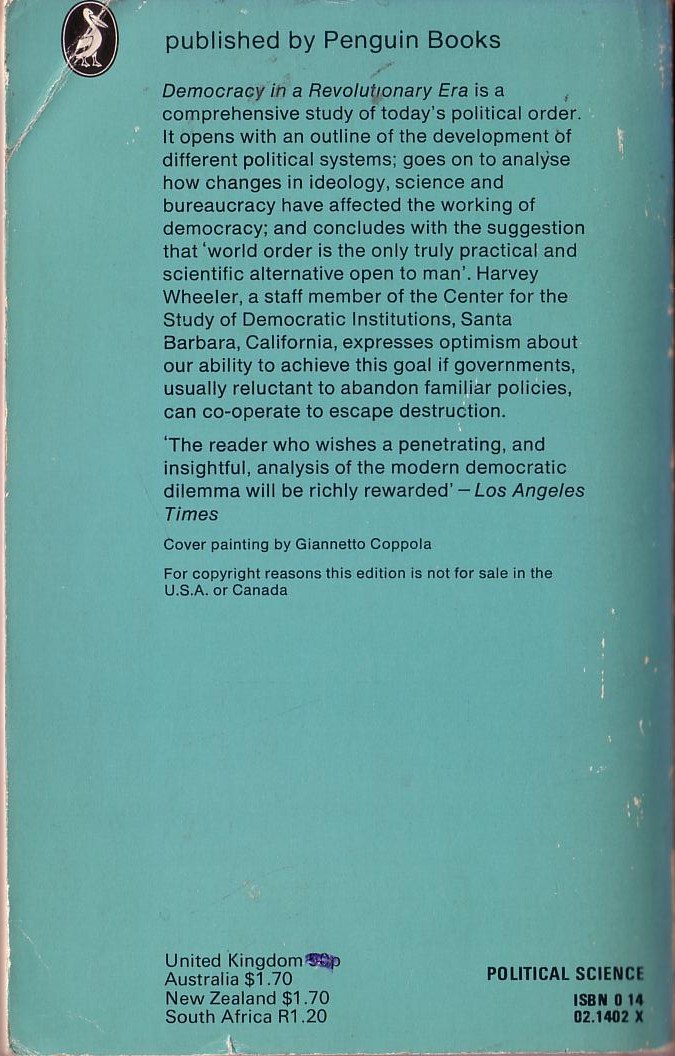 published by Penguin Books
Democracy in a Revolutionary Era is a
comprehensive study of today's political order.
It opens with an outline of the development of
different political systems; goes on to analyse
how changes in ideology, science and
bureaucracy have affected the working of
democracy; and concludes with the suggestion
that 'world order is the only truly practical and
scientific alternative open to man'. Harvey
Wheeler, a staff member of the Center for the
Study of Democratic Institutions, Santa
Barbara, California, expresses optimism about
our ability to achieve this goal if governments,
usually reluctant to abandon familiar policies,
can co-operate to escape destruction.
'The reader who wishes a penetrating, and
insightful, analysis of the modern democratic
dilemma will be richly rewarded' – Los Angeles
Times
Cover painting by Giannetto Coppola
For copyright reasons this edition is not for sale in the
U.S.A. or Canada
United Kingdom
Australia $1.70
New Zealand $1.70
South Africa R1.20
POLITICAL SCIENCE
ISBN 0 14
02.1402 X